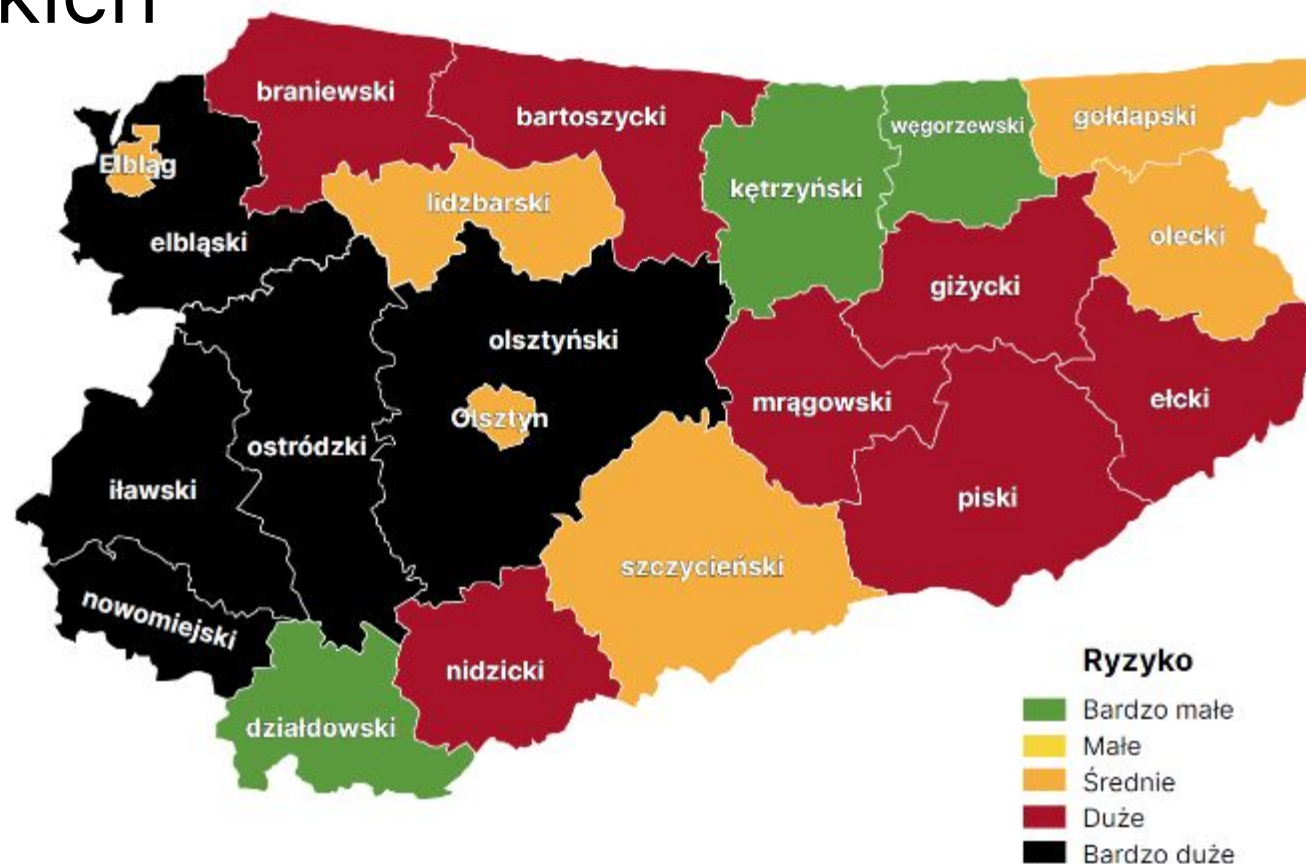 kich
braniewski
bartoszycki
węgorzewski
gołdapski
Elbląg
kętrzyński
lidzbarski
elbląski
olecki
giżycki
olsztyński
mrągowski
ełcki
Olsztyn
ostródzki
iławski
piski
szczycieński
nowomiejski
nidzicki
działdowski
Ryzyko
Bardzo małe
Małe
Średnie
Duże
Bardzo duże